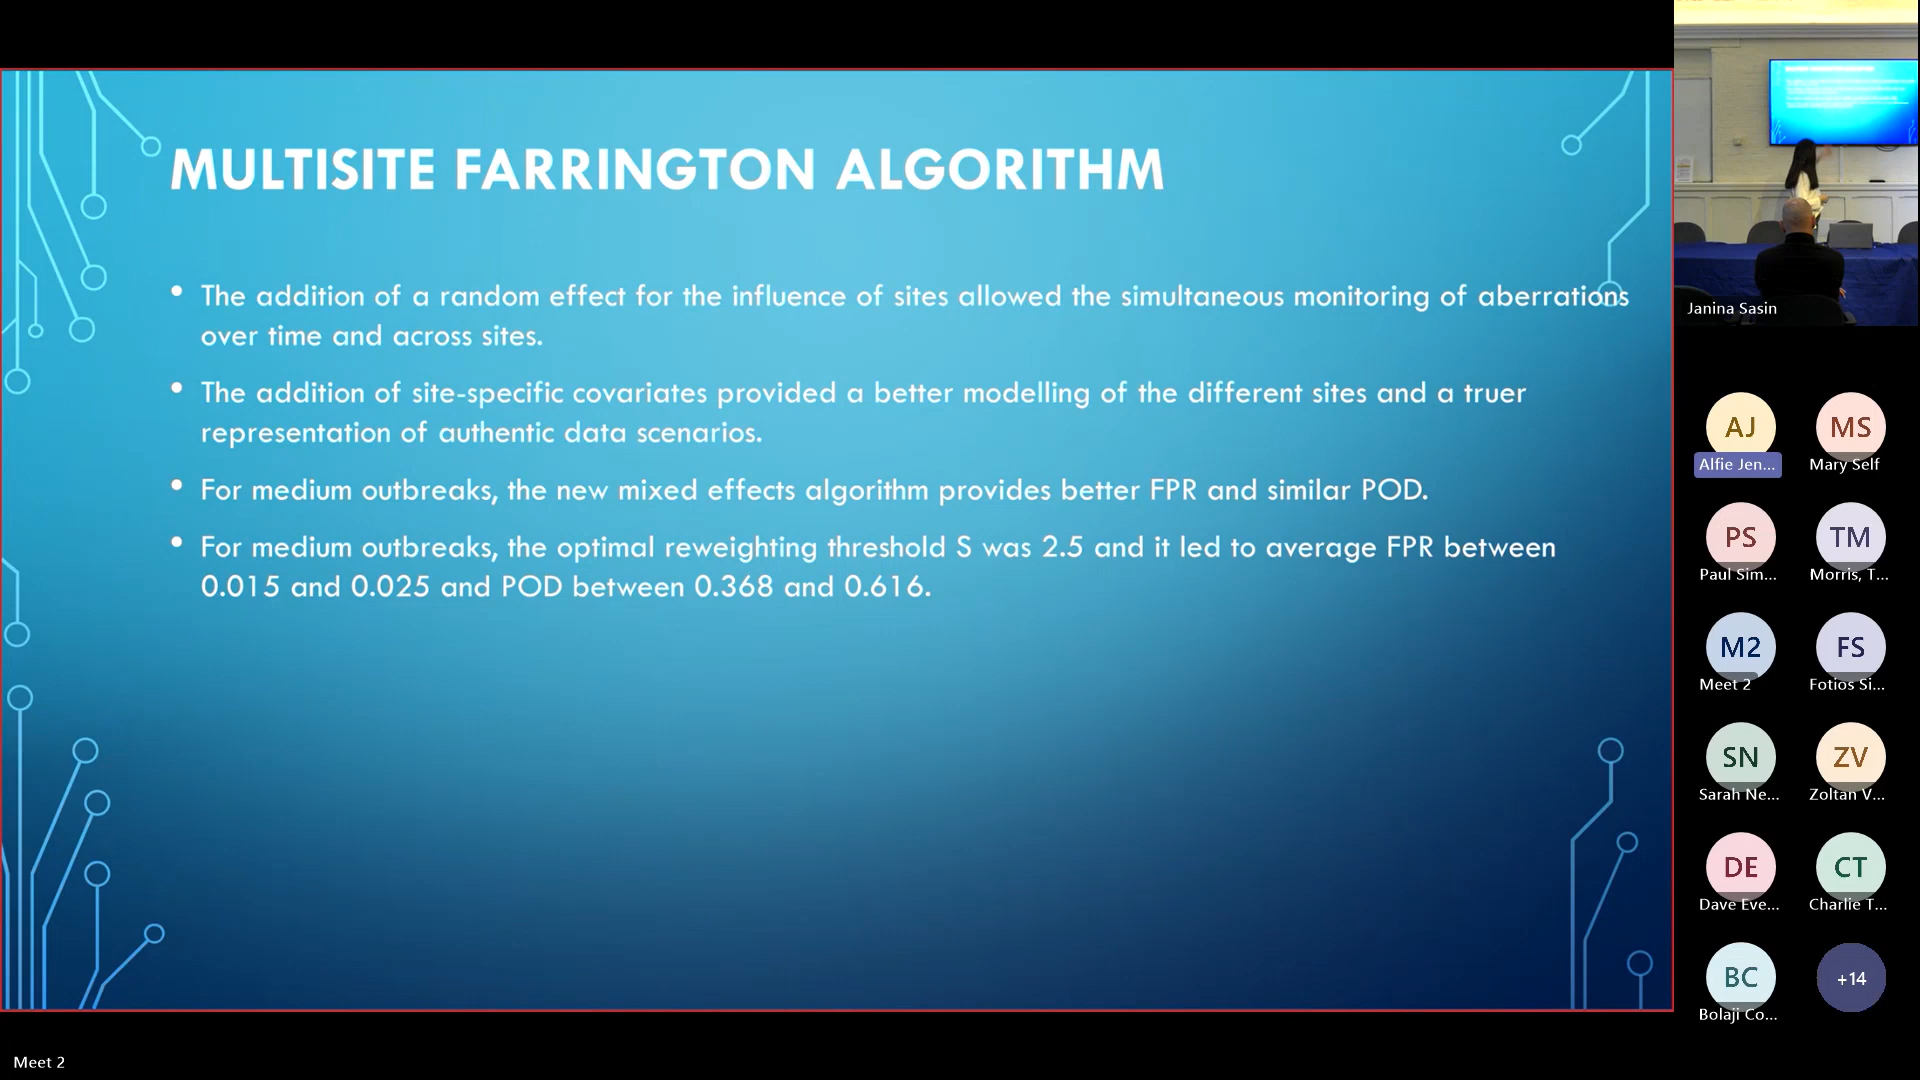 MULTISITE FARRINGTON ALGORITHM
• The addition of a random effect for the influence of sites allowed the simultaneous monitoring of aberrations
over time and across sites.
• The addition of site-specific covariates provided a better modelling of the different sites and a truer
representation of authentic data scenarios.
• For medium outbreaks, the new mixed effects algorithm provides better FPR and similar POD.
• For medium outbreaks, the optimal reweighting threshold S was 2.5 and it led to average FPR between
0.015 and 0.025 and POD between 0.368 and 0.616.
Janina Sasin
AJ
Alfie Jen...
MS
Mary Self
PS
Paul Sim...
TM
Morris, T...
M2
Meet 2
FS
Fotios Si...
SN
Sarah Ne...
ZV
Zoltan V...
DE
Dave Eve...
CT
Charlie T...
BC
Bolaji Co...
+14
Meet 2